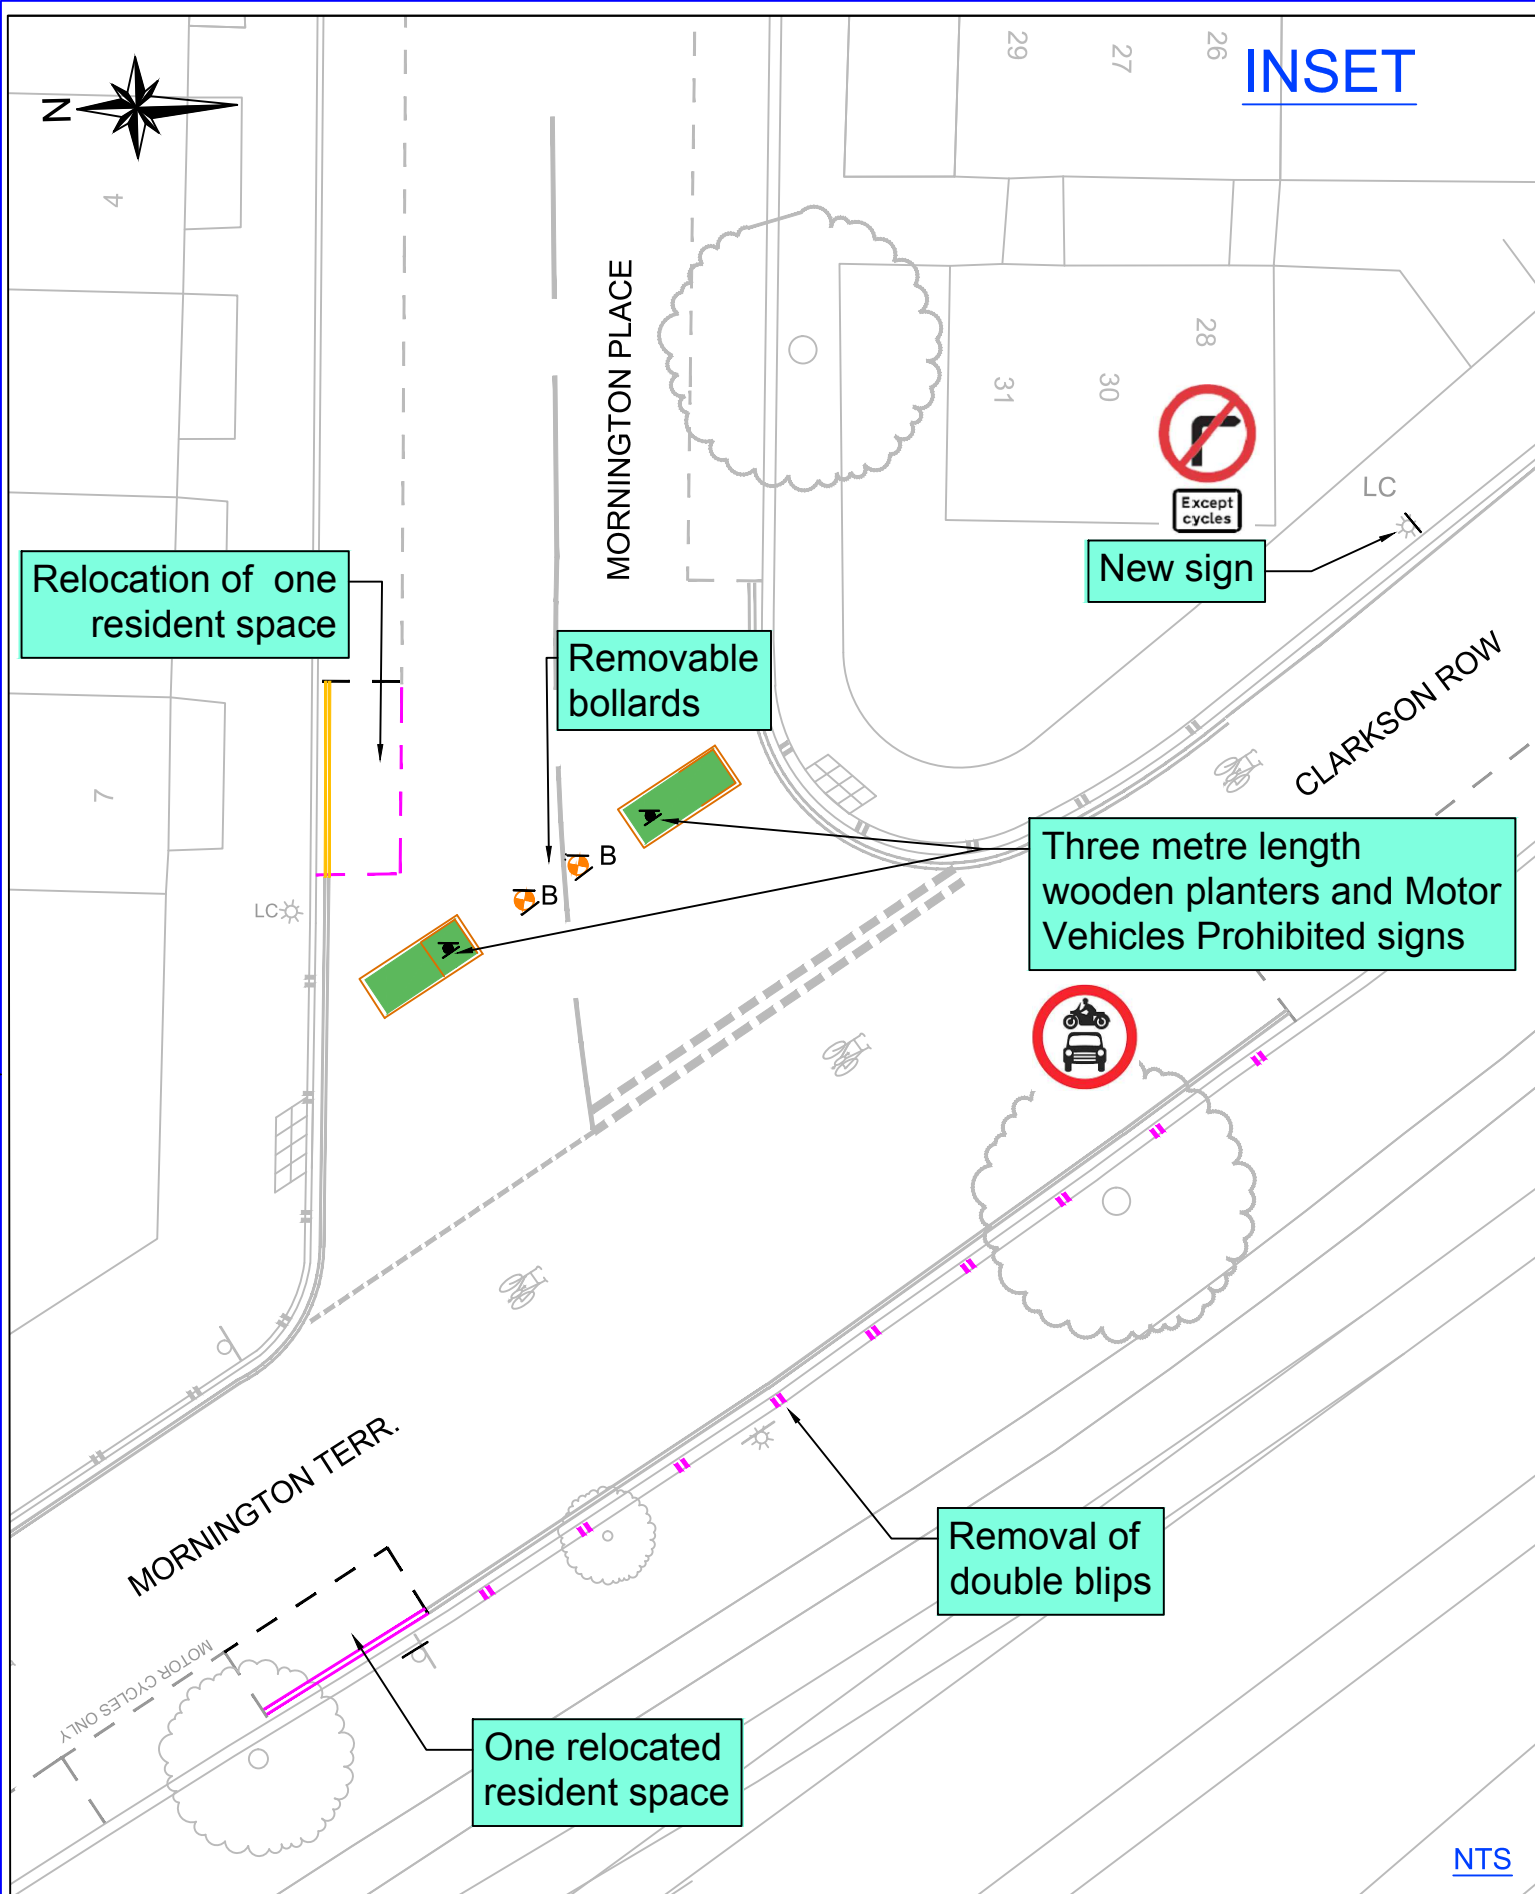 INSET
N
29
27
26
4
MORNINGTON PLACE
28
31
30
Except
cycles
LC
New sign
Relocation of one
resident space
Removable
bollards
CLARKSON ROW
7
B
B
Three metre length
wooden planters and Motor
Vehicles Prohibited signs
LC
MORNINGTON TERR.
Removal of
double blips
MOTOR CYCLES ONLY
One relocated
resident space
NTS